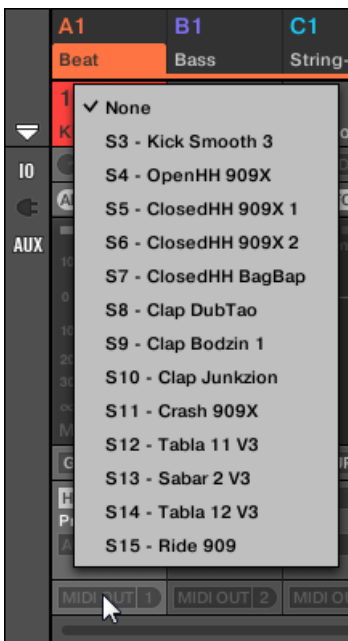 A1 B1 C1
Beat Bass String-
1
K
✓ None
S3 - Kick Smooth 3
IO
S4 - OpenHH 909X
S5 - ClosedHH 909X 1
AUX
S6 - ClosedHH 909X 2
S7 - ClosedHH BagBap
S8 - Clap DubTao
S9 - Clap Bodzin 1
S10 - Clap Junkzion
S11 - Crash 909X
S12 - Tabla 11 V3
S13 - Sabar 2 V3
S14 - Tabla 12 V3
S15 - Ride 909
MIDI OUT 1 MIDI OUT 2 MIDI OU